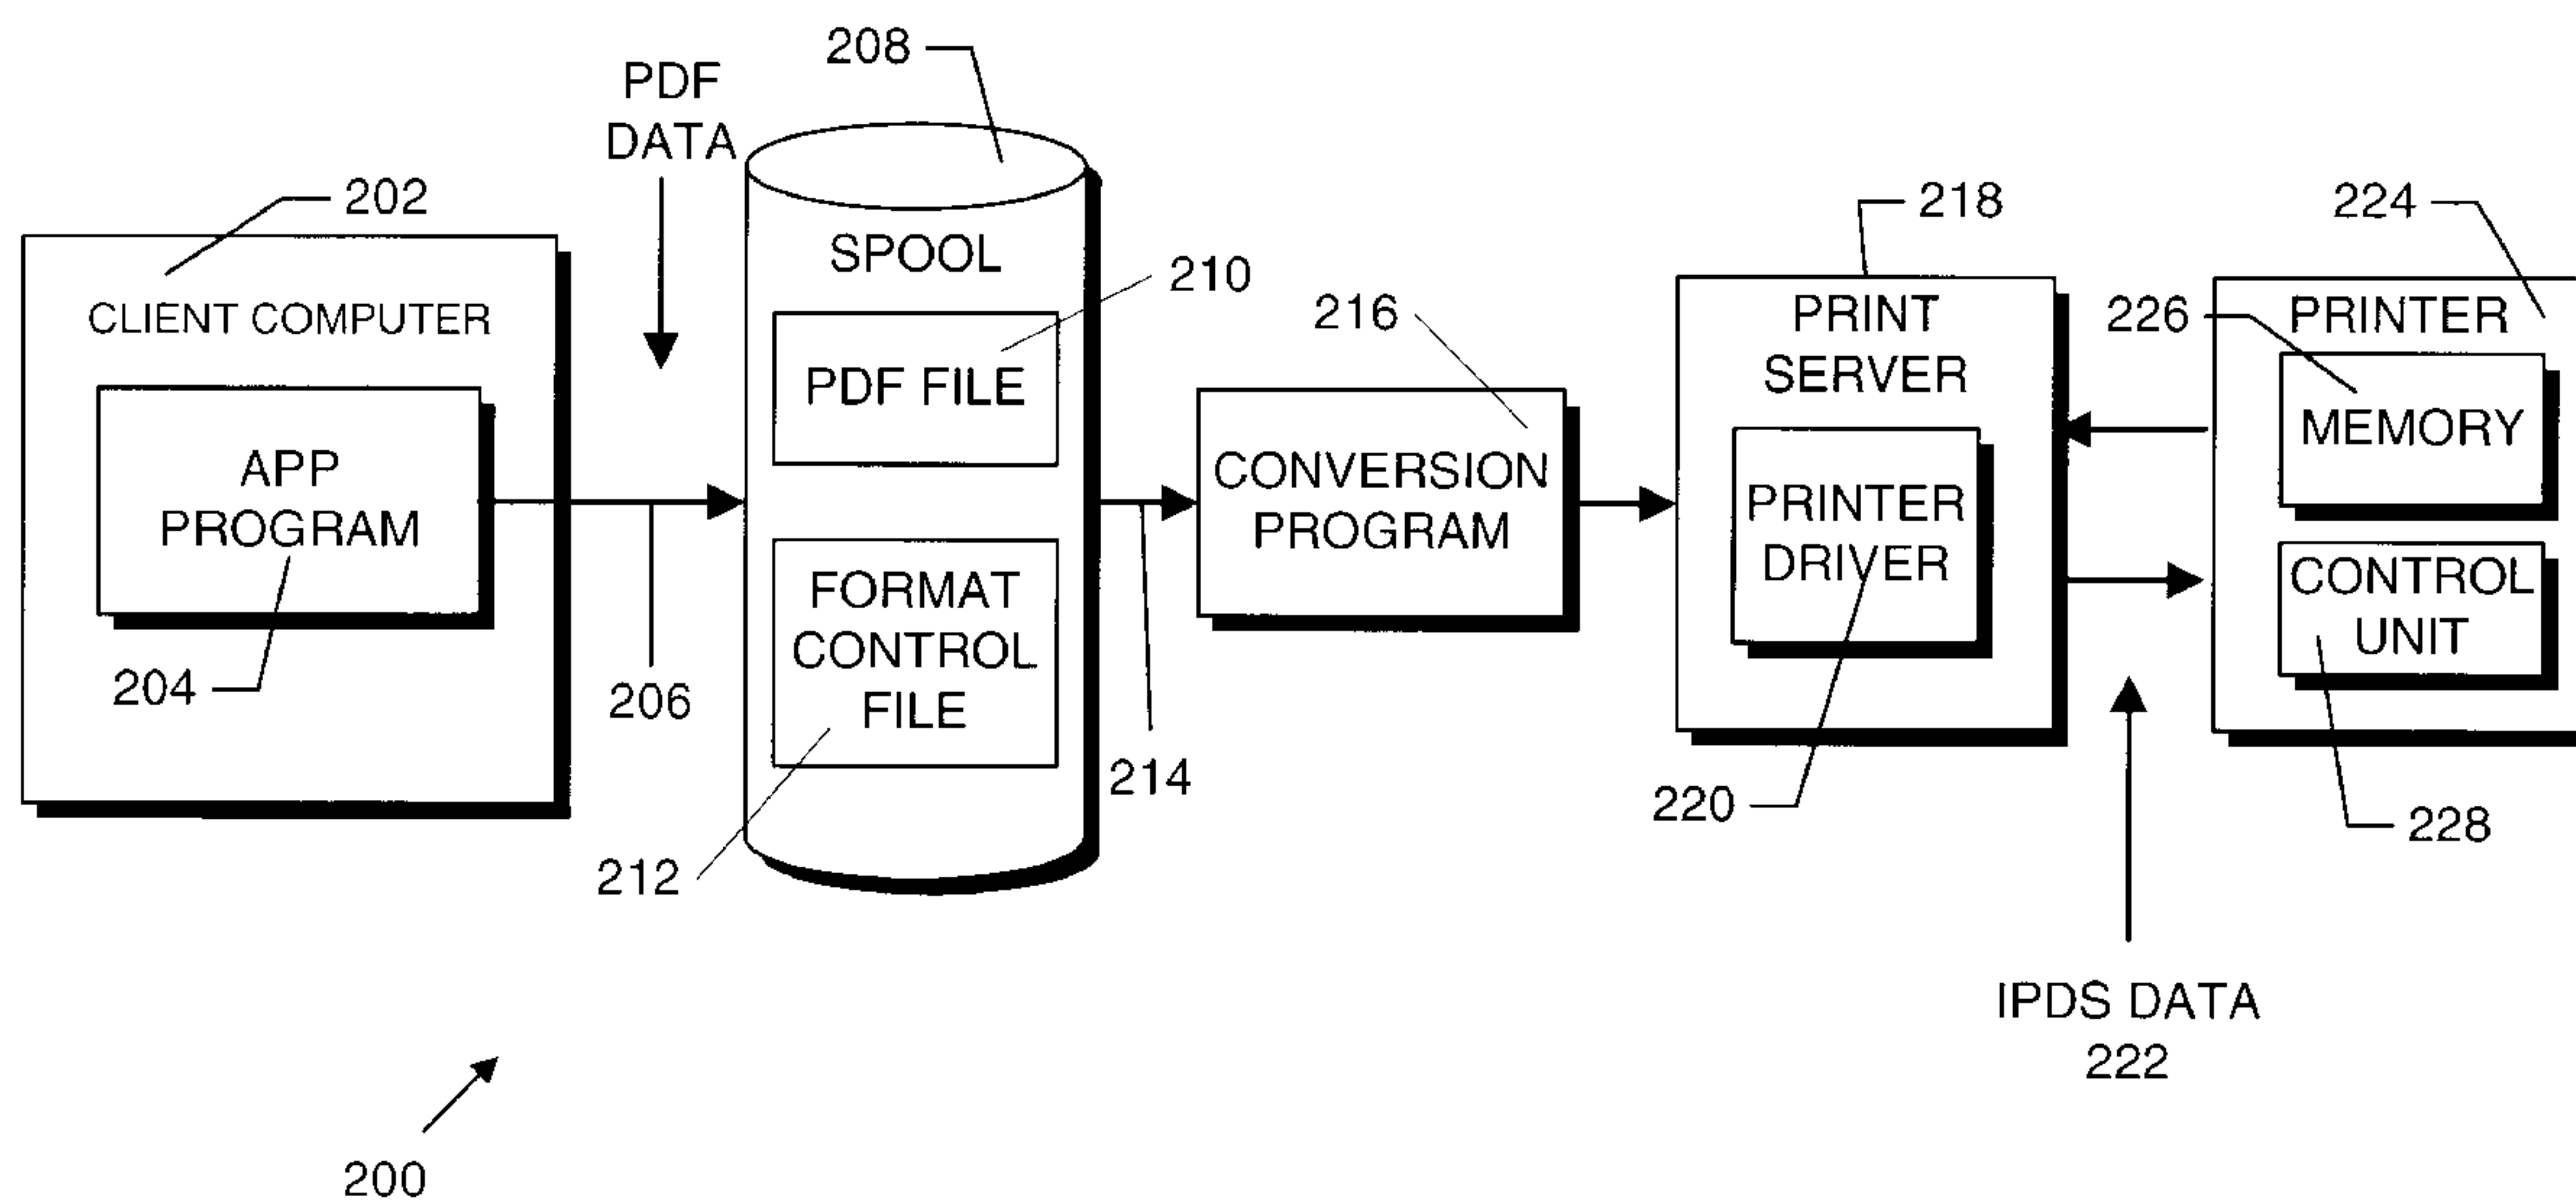 208
PDF
DATA
202
CLIENT COMPUTER
APP
PROGRAM
204
206
SPOOL
210
PDF FILE
FORMAT
CONTROL
FILE
212
214
216
CONVERSION
PROGRAM
218
PRINT
SERVER
PRINTER
DRIVER
220
224
226
PRINTER
MEMORY
CONTROL
UNIT
228
IPDS DATA
222
200